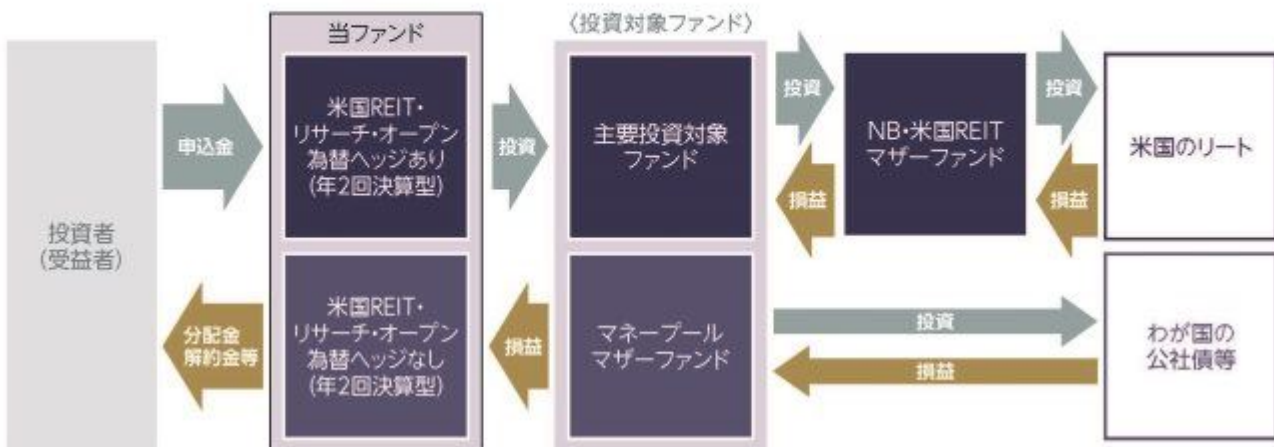 投資者
(受益者)
申込金
分配金
解約金等
当ファンド
米国REIT・
リサーチ・オープン
為替ヘッジあり
(年2回決算型)
米国REIT・
リサーチ・オープン
為替ヘッジなし
(年2回決算型)
投資
損益
〈投資対象ファンド〉
主要投資対象
ファンド
マネープール
マザーファンド
投資
損益
NB・米国REIT
マザーファンド
投資
損益
米国のリート
投資
損益
わが国の
公社債等